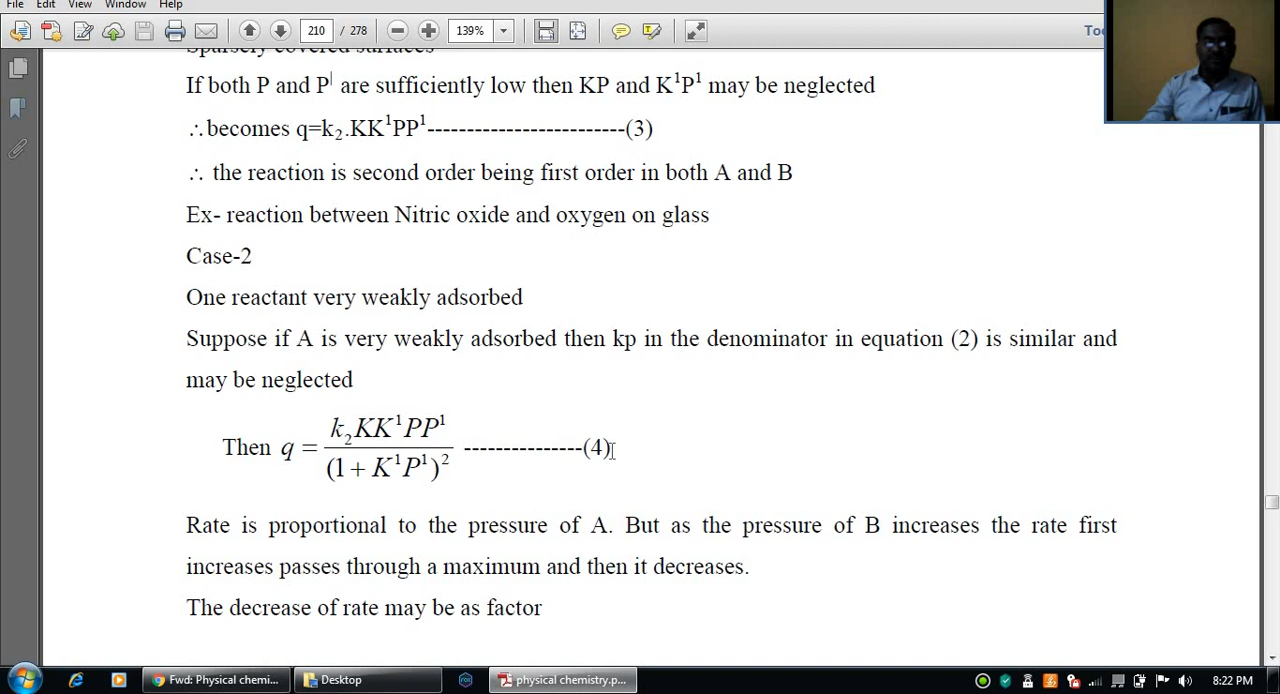 File Edit View Window Help
210 / 278 139% Too
Sparsely covered surfaces
If both P and P| are sufficiently low then KP and K¹P¹ may be neglected
∴becomes q=k₂.KK¹PP¹-------------------------(3)
∴ the reaction is second order being first order in both A and B
Ex- reaction between Nitric oxide and oxygen on glass
Case-2
One reactant very weakly adsorbed
Suppose if A is very weakly adsorbed then kp in the denominator in equation (2) is similar and
may be neglected
Then q = k₂KK¹PP¹ / (1 + K¹P¹)² ---------------(4)
Rate is proportional to the pressure of A. But as the pressure of B increases the rate first
increases passes through a maximum and then it decreases.
The decrease of rate may be as factor
Fwd: Physical chemi... Desktop physical chemistry.p... 8:22 PM